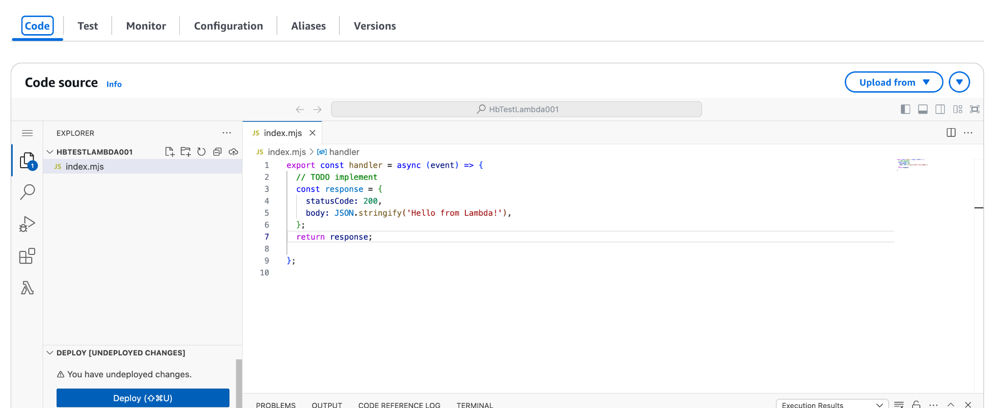 Code Test Monitor Configuration Aliases Versions
Code source Info
Upload from
HbTestLambda001
EXPLORER
HBTESTLAMBDA001
JS index.mjs
JS index.mjs
JS index.mjs > handler
1 export const handler = async (event) => {
2 // TODO implement
3 const response = {
4 statusCode: 200,
5 body: JSON.stringify('Hello from Lambda!'),
6 };
7 return response;
8
9 };
10
1
DEPLOY [UNDEPLOYED CHANGES]
You have undeployed changes.
Deploy (⇧⌘U)
PROBLEMS OUTPUT CODE REFERENCE LOG TERMINAL
Execution Results